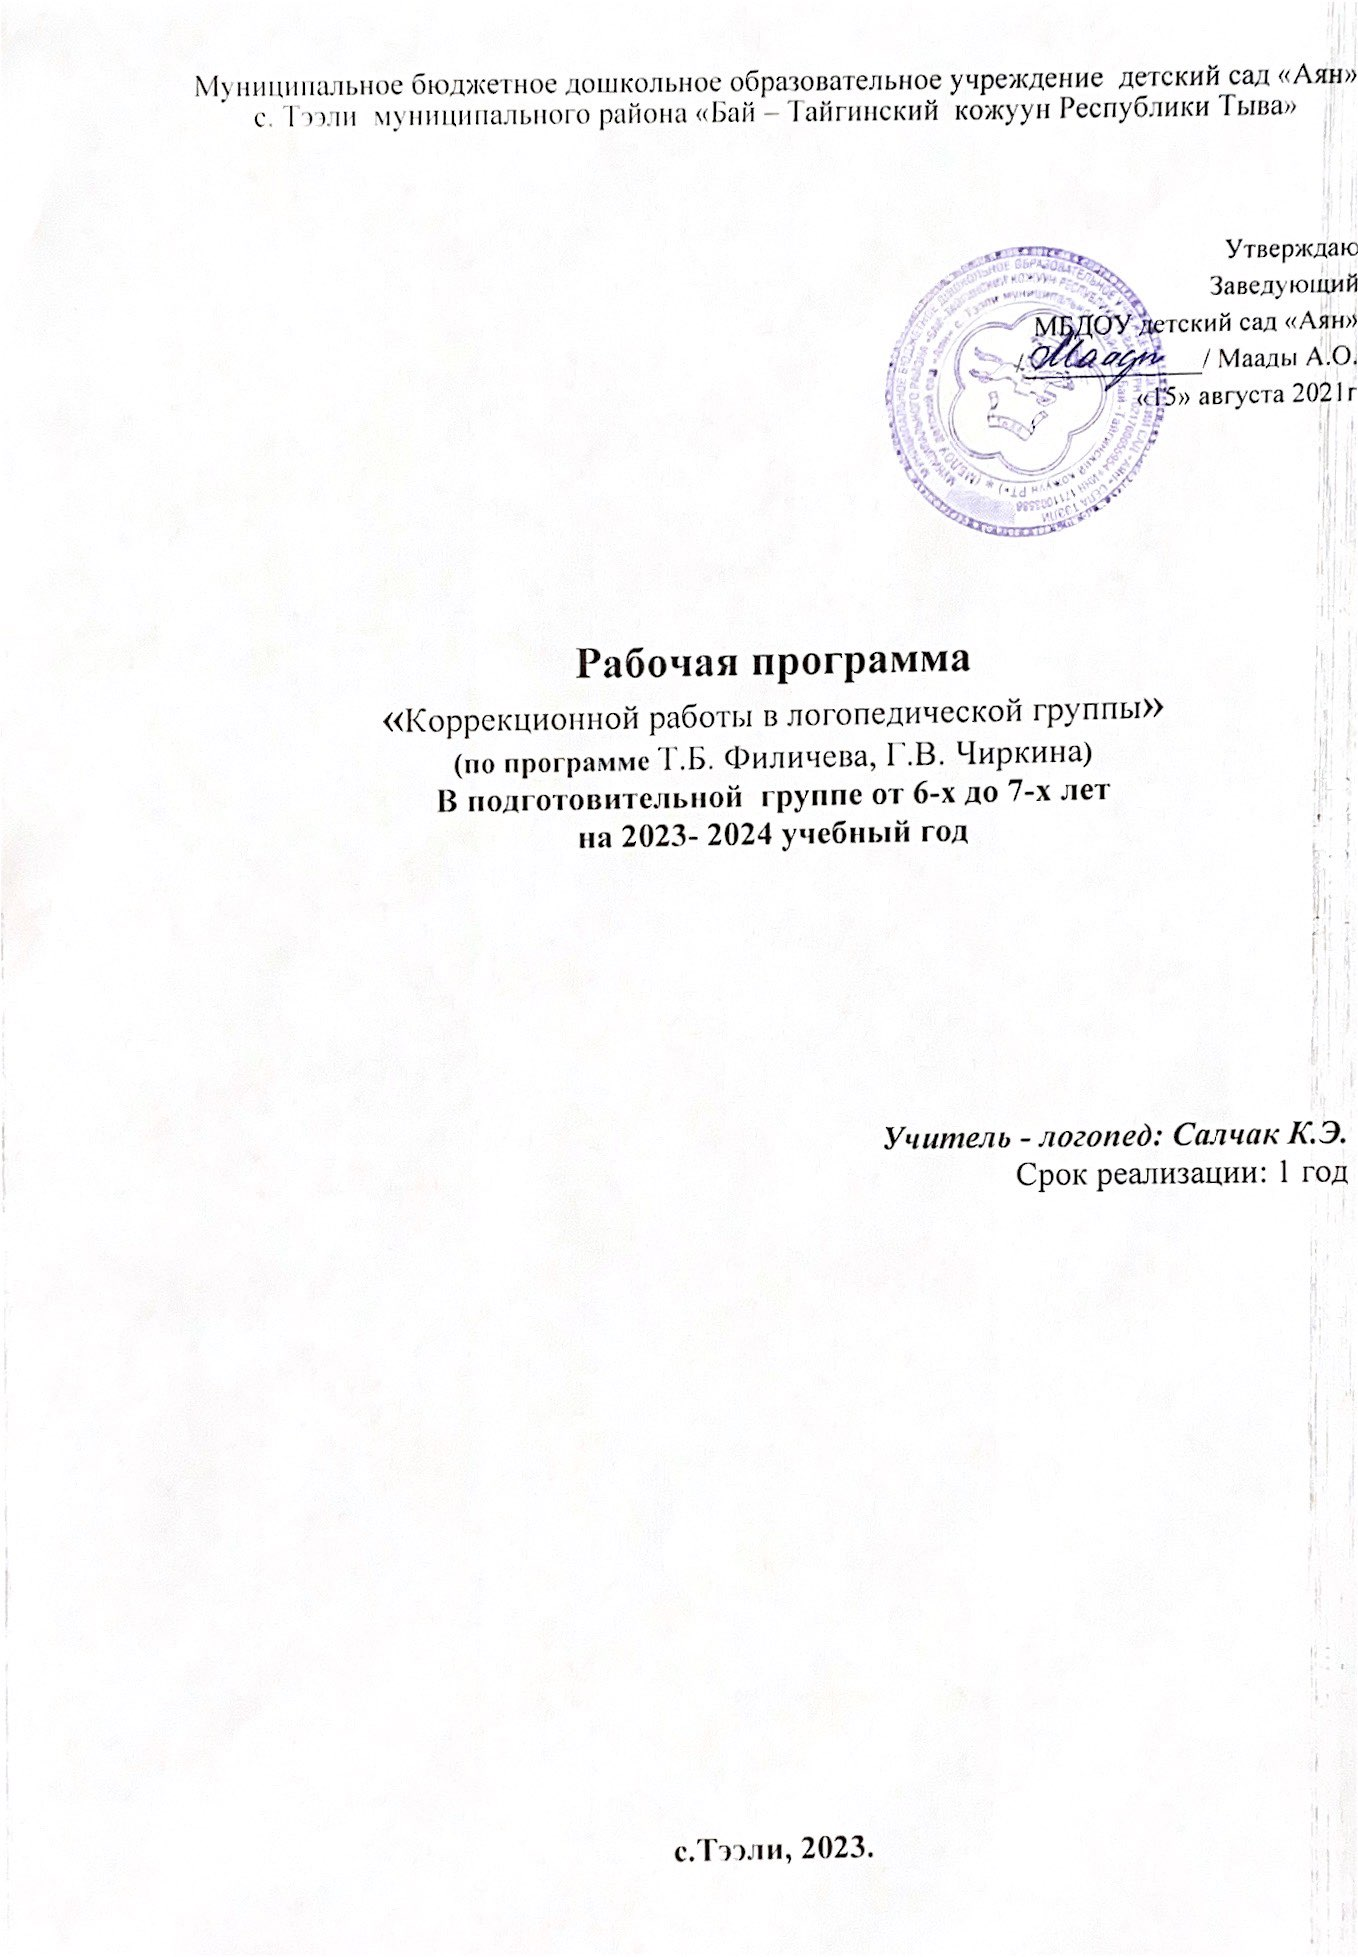 Муниципальное бюджетное дошкольное образовательное учреждение детский сад «Аян»
с. Тээли муниципального района «Бай – Тайгинский кожуун Республики Тыва»
Утверждаю
Заведующий
МБДОУ детский сад «Аян»
/ Маады / Маады А.О.
«15» августа 2021г
Рабочая программа
«Коррекционной работы в логопедической группы»
(по программе Т.Б. Филичева, Г.В. Чиркина)
В подготовительной группе от 6-х до 7-х лет
на 2023- 2024 учебный год
Учитель - логопед: Салчак К.Э.
Срок реализации: 1 год
с.Тээли, 2023.